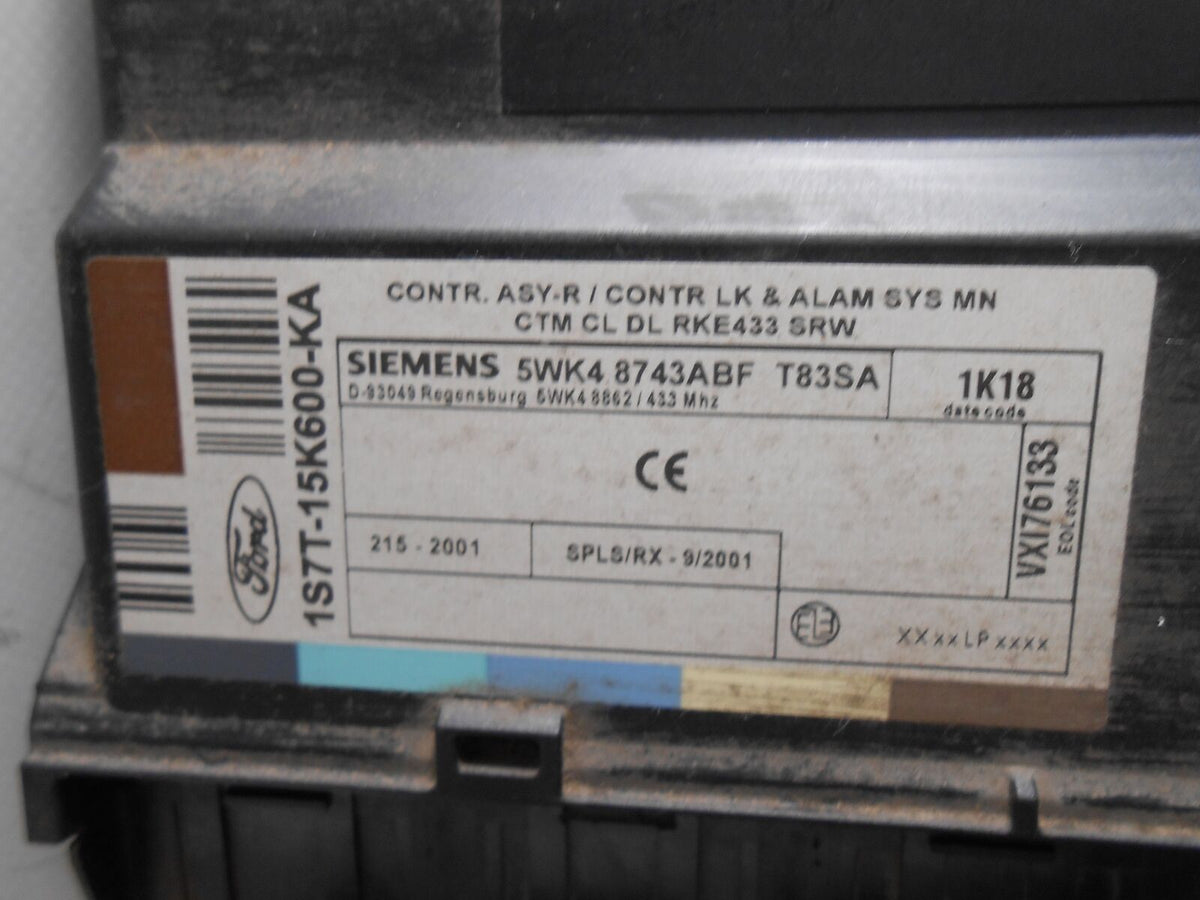 CONTR. ASY-R / CONTR LK & ALAM SYS MN
CTM CL DL RKE433 SRW
SIEMENS 5WK4 8743ABF T83SA
D-93049 Regensburg 5WK4 8862 / 433 Mhz
1K18
date code
VXI76133
EOL code
215 - 2001
SPLS/RX - 9/2001
XXxxLPxxxx
Ford
1S7T-15K600-KA
CE